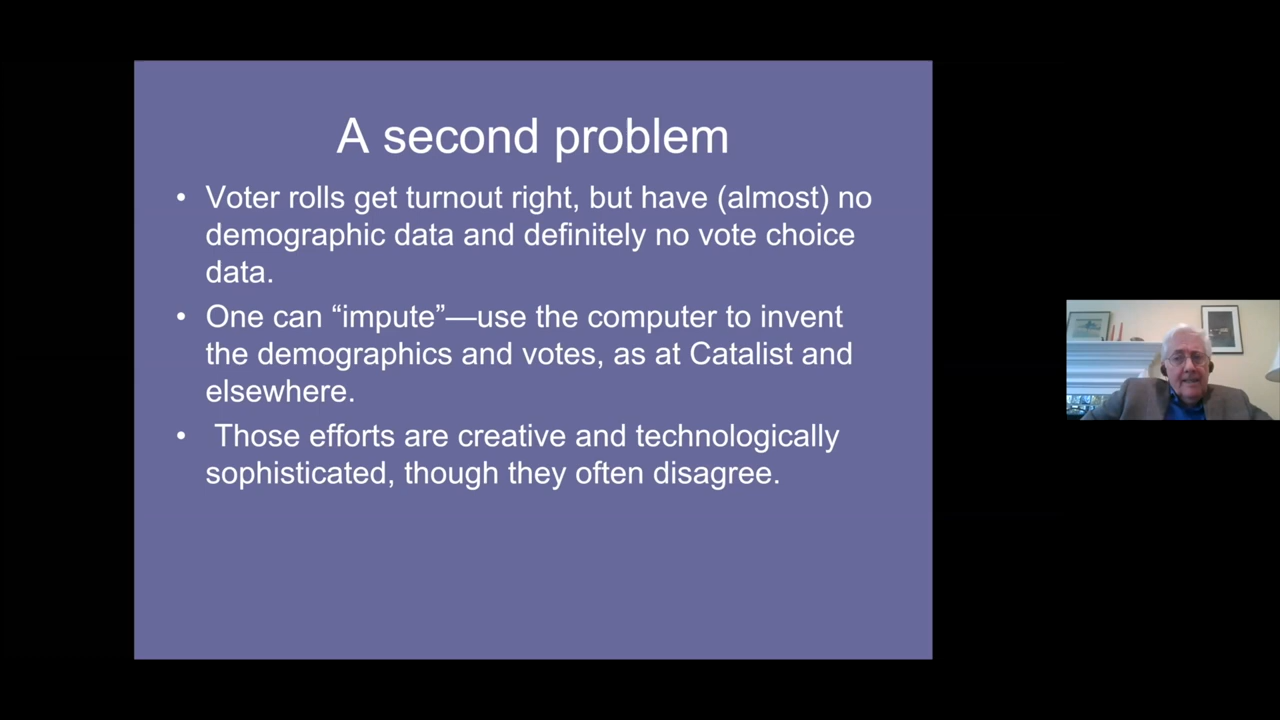 A second problem
• Voter rolls get turnout right, but have (almost) no
demographic data and definitely no vote choice
data.
• One can “impute”—use the computer to invent
the demographics and votes, as at Catalist and
elsewhere.
• Those efforts are creative and technologically
sophisticated, though they often disagree.